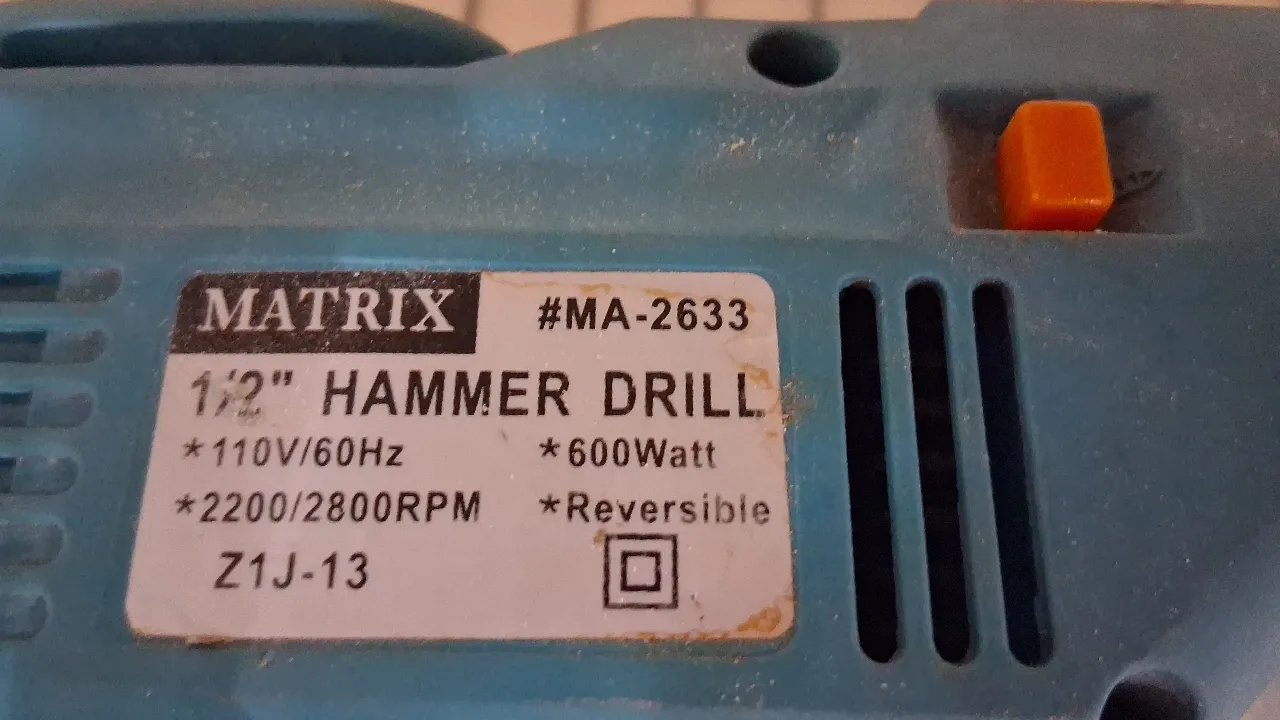 MATRIX #MA-2633
1/2" HAMMER DRILL
*110V/60Hz *600Watt
*2200/2800RPM *Reversible
Z1J-13